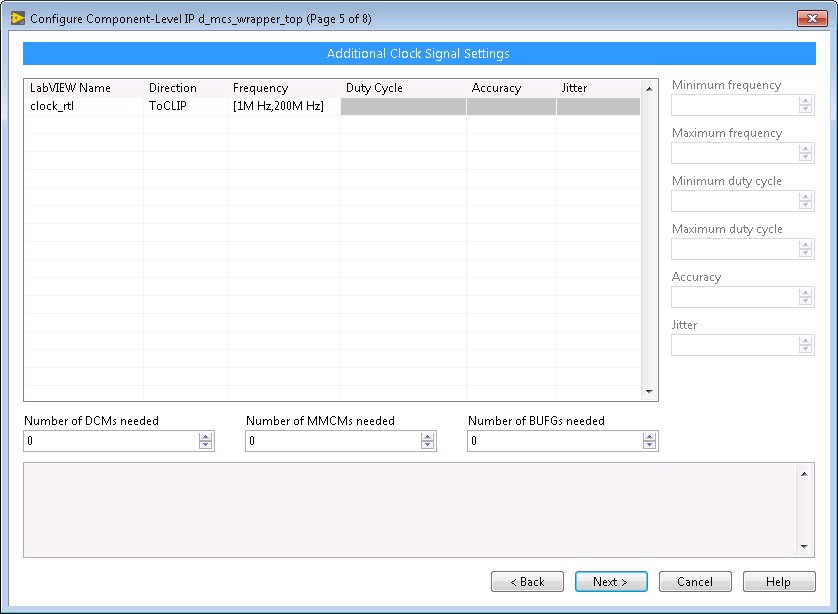 Configure Component-Level IP d_mcs_wrapper_top (Page 5 of 8)
Additional Clock Signal Settings
LabVIEW Name Direction Frequency Duty Cycle Accuracy Jitter
clock_rtl ToCLIP [1M Hz,200M Hz]
Minimum frequency
Maximum frequency
Minimum duty cycle
Maximum duty cycle
Accuracy
Jitter
Number of DCMs needed Number of MMCMs needed Number of BUFGs needed
0 0 0
< Back Next > Cancel Help